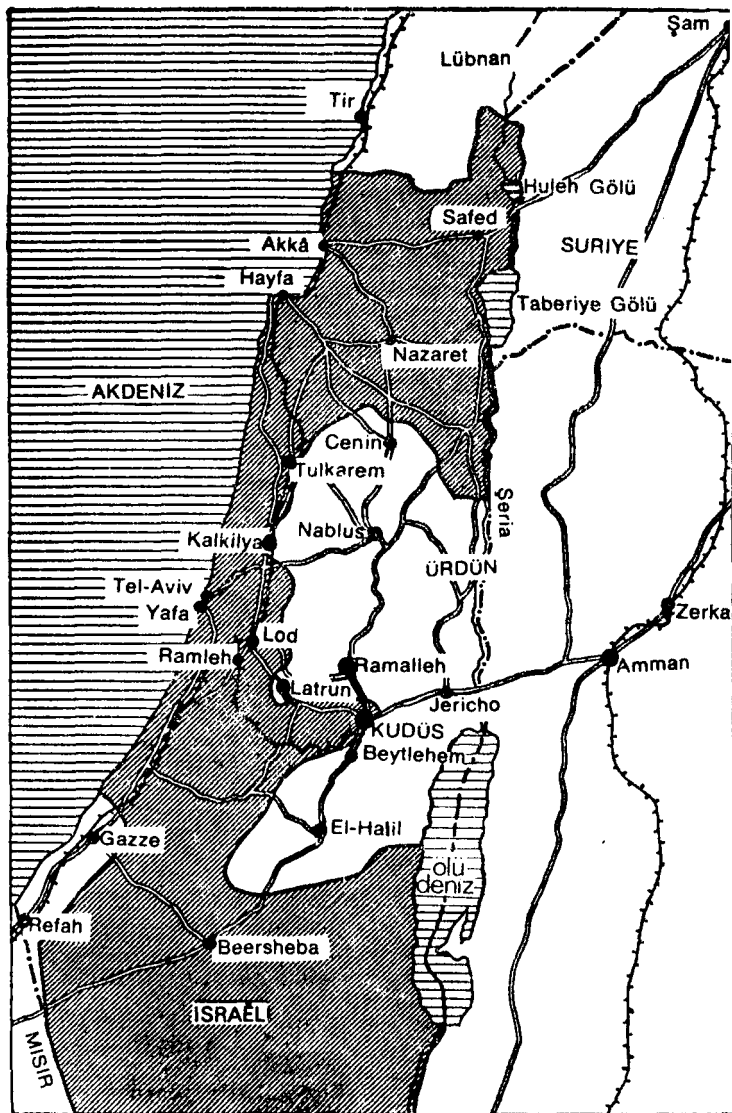 Şam
Lübnan
Tir
Huleh Gölü
Safed
Akkâ
SURIYE
Hayfa
Taberiye Gölü
Nazaret
AKDENIZ
Cenin
Tulkarem
Şeria
Nablus
Kalkilya
ÜRDÜN
Tel-Aviv
Yafa
Zerka
Lod
Ramleh
Ramalleh
Amman
Latrun
Jericho
KUDÜS
Beytlehem
El-Halil
Gazze
olü
deniz
Refah
Beersheba
ISRAËL
MISIR